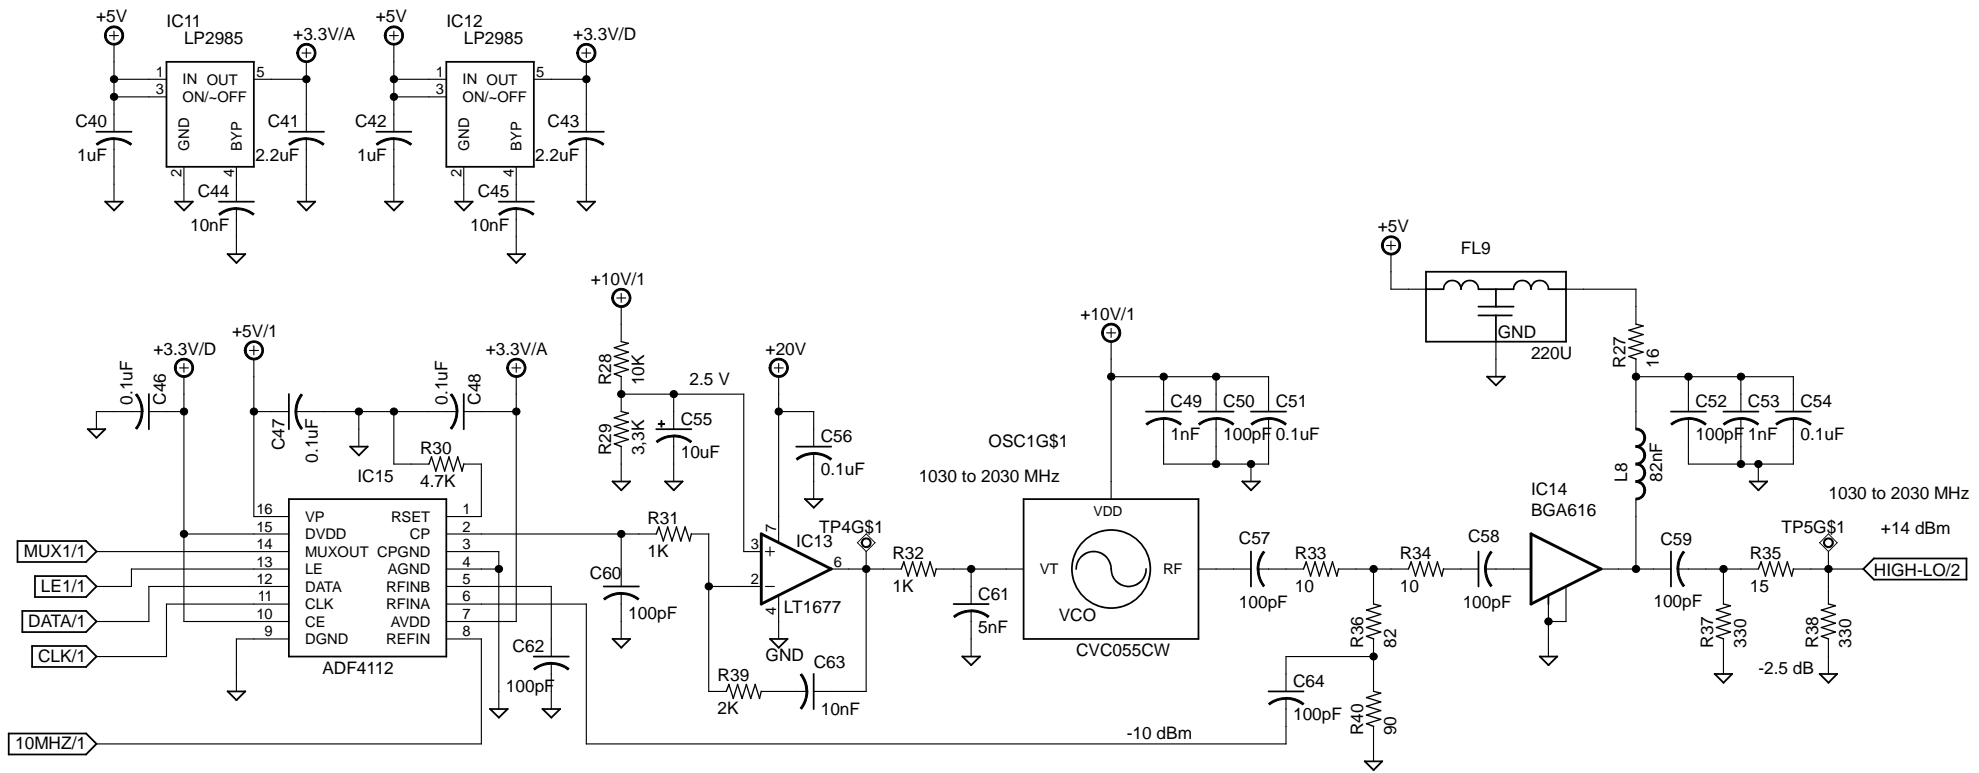 +5V
IC11
LP2985
+3.3V/A
1
3
IN OUT
ON/~OFF
GND
BYP
5
2
4
C40
1uF
C41
2.2uF
C44
10nF
+5V
IC12
LP2985
+3.3V/D
1
3
IN OUT
ON/~OFF
GND
BYP
5
2
4
C42
1uF
C43
2.2uF
C45
10nF
+3.3V/D
0.1uF
C46
+5V/1
C47
0.1uF
0.1uF
C48
+3.3V/A
R30
4.7K
IC15
16 VP RSET 1
15 DVDD CP 2
14 MUXOUT CPGND 3
13 LE AGND 4
12 DATA RFINB 5
11 CLK RFINA 6
10 CE AVDD 7
9 DGND REFIN 8
ADF4112
MUX1/1
LE1/1
DATA/1
CLK/1
10MHZ/1
C62
100pF
+10V/1
R28
10K
R29
3,3K
2.5 V
+
C55
10uF
+20V
C56
0.1uF
R31
1K
C60
100pF
3
2
7
4
6
+
−
IC13
LT1677
GND
TP4G$1
R39
2K
C63
10nF
R32
1K
C61
5nF
OSC1G$1
1030 to 2030 MHz
+10V/1
C49
1nF
C50
100pF
C51
0.1uF
VDD
VT
RF
VCO
CVC055CW
C57
100pF
R33
10
R34
10
R36
82
R40
90
C64
100pF
-10 dBm
C58
100pF
IC14
BGA616
+5V
FL9
GND
220U
R27
16
C52
100pF
C53
1nF
C54
0.1uF
L8
82nF
C59
100pF
R35
15
R37
330
R38
330
-2.5 dB
TP5G$1
1030 to 2030 MHz
+14 dBm
HIGH-LO/2